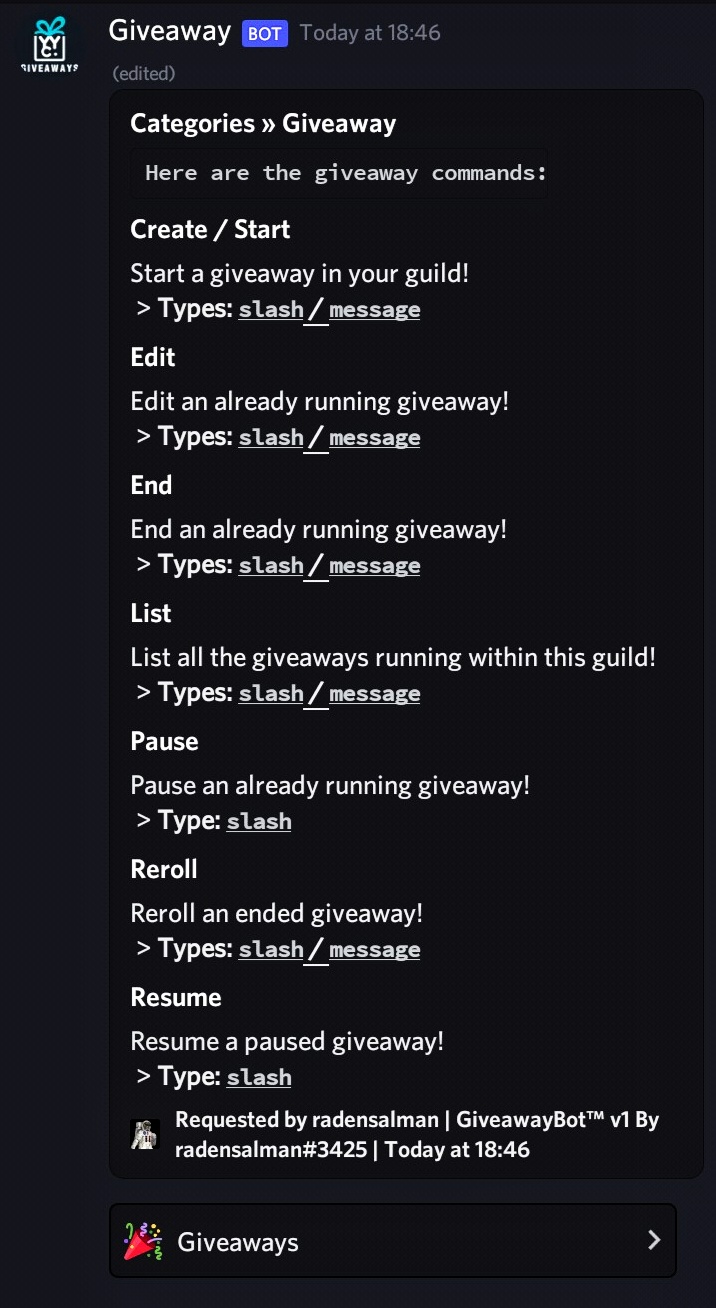 Giveaway BOT Today at 18:46
GIVEAWAYS
(edited)
Categories » Giveaway
Here are the giveaway commands:
Create / Start
Start a giveaway in your guild!
> Types: slash / message
Edit
Edit an already running giveaway!
> Types: slash / message
End
End an already running giveaway!
> Types: slash / message
List
List all the giveaways running within this guild!
> Types: slash / message
Pause
Pause an already running giveaway!
> Type: slash
Reroll
Reroll an ended giveaway!
> Types: slash / message
Resume
Resume a paused giveaway!
> Type: slash
Requested by radensalman | GiveawayBot™ v1 By
radensalman#3425 | Today at 18:46
Giveaways